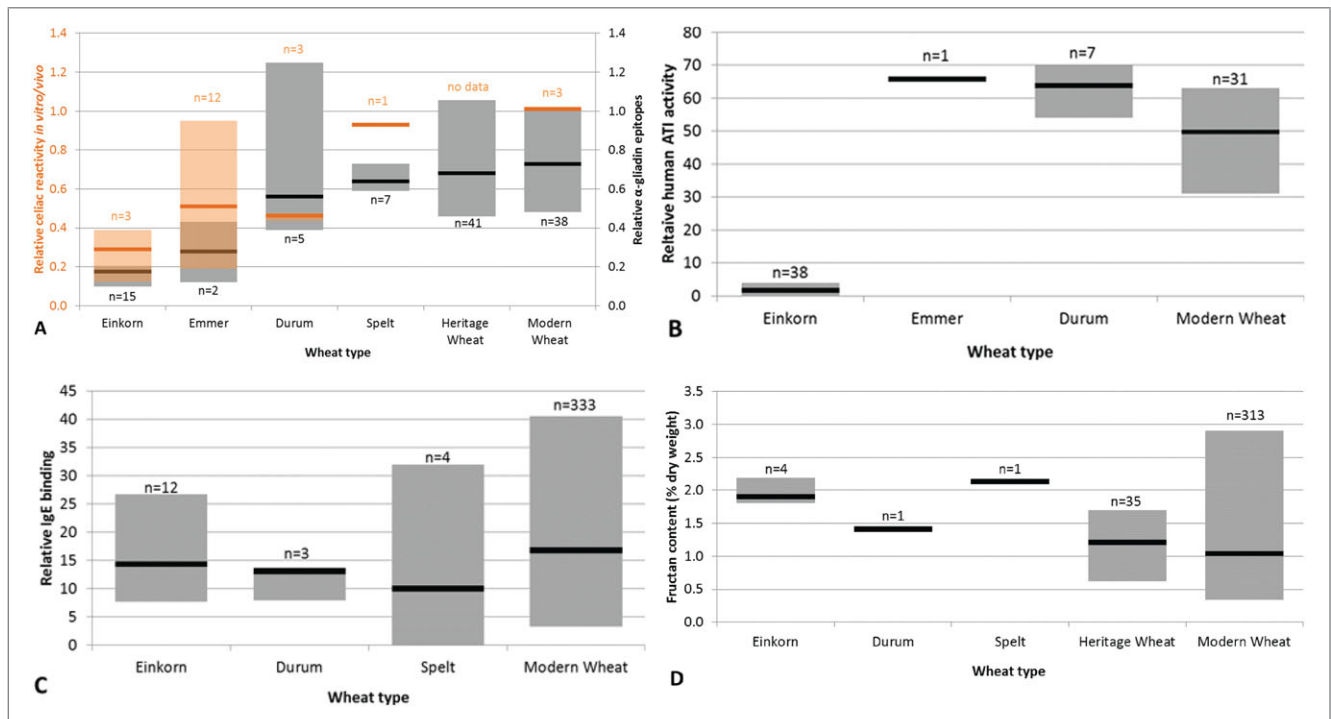 1.4
1.2
1.0
0.8
0.6
0.4
0.2
0.0
Relative celiac reactivity in vitro/vivo
n=3
n=12
n=3
n=1
no data
n=3
n=15
n=2
n=5
n=7
n=41
n=38
1.4
1.2
1.0
0.8
0.6
0.4
0.2
0.0
Relative α-gliadin epitopes
Einkorn
Emmer
Durum
Spelt
Heritage
Wheat
Modern
Wheat
Wheat type
A
80
70
60
50
40
30
20
10
0
Reltaive human ATI activity
n=38
n=1
n=7
n=31
Einkorn
Emmer
Durum
Modern Wheat
Wheat type
B
45
40
35
30
25
20
15
10
5
0
Relative IgE binding
n=12
n=3
n=4
n=333
Einkorn
Durum
Spelt
Modern Wheat
Wheat type
C
3.5
3.0
2.5
2.0
1.5
1.0
0.5
0.0
Fructan content (% dry weight)
n=4
n=1
n=1
n=35
n=313
Einkorn
Durum
Spelt
Heritage Wheat
Modern Wheat
Wheat type
D